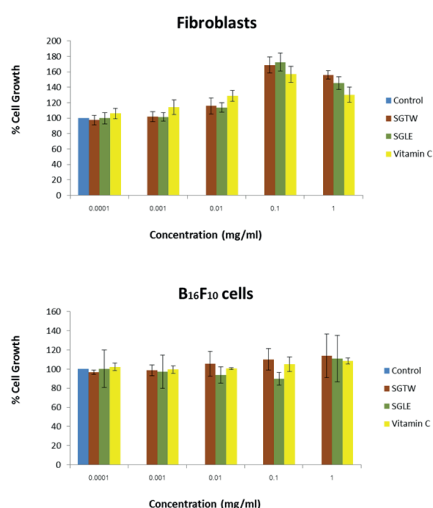 Fibroblasts
% Cell Growth
200
180
160
140
120
100
80
60
40
20
0
0.0001 0.001 0.01 0.1 1
Concentration (mg/ml)
Control
SGTW
SGLE
Vitamin C
B16F10 cells
% Cell Growth
160
140
120
100
80
60
40
20
0
0.0001 0.001 0.01 0.1 1
Concentration (mg/ml)
Control
SGTW
SGLE
Vitamin C